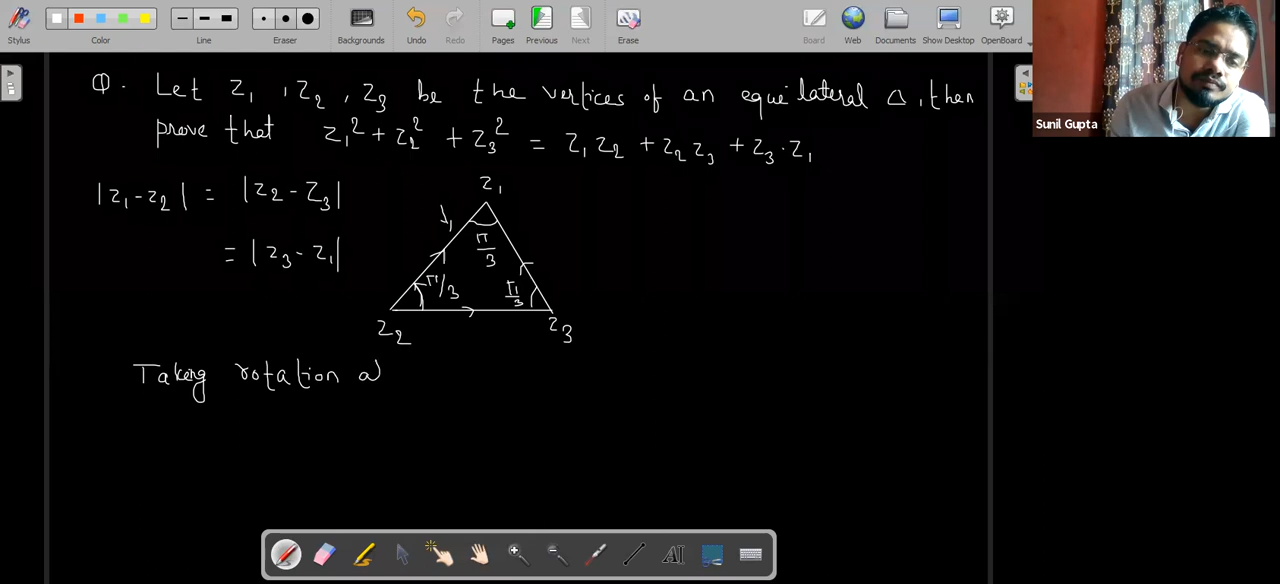 Stylus Color Line Eraser Backgrounds Undo Redo Pages Previous Next Erase Board Web Documents Show Desktop OpenBoard
Sunil Gupta
Q. Let z₁, z₂, z₃ be the vertices of an equilateral Δ, then
prove that z₁² + z₂² + z₃² = z₁z₂ + z₂z₃ + z₃·z₁
|z₁-z₂| = |z₂-z₃|
= |z₃-z₁|
z₁
π/3
π/3
π/3
z₂
z₃
Taking rotation a
AI